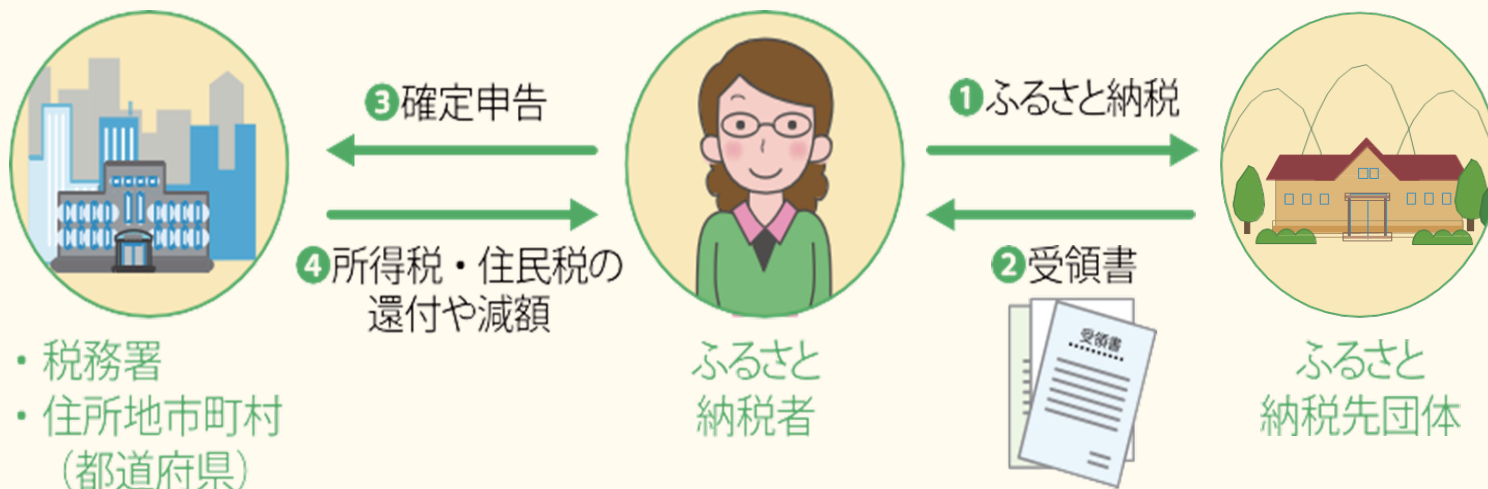 ❸確定申告
❹所得税・住民税の
還付や減額
・税務署
・住所地市町村
（都道府県）
ふるさと
納税者
❶ふるさと納税
❷受領書
受領書
ふるさと
納税先団体